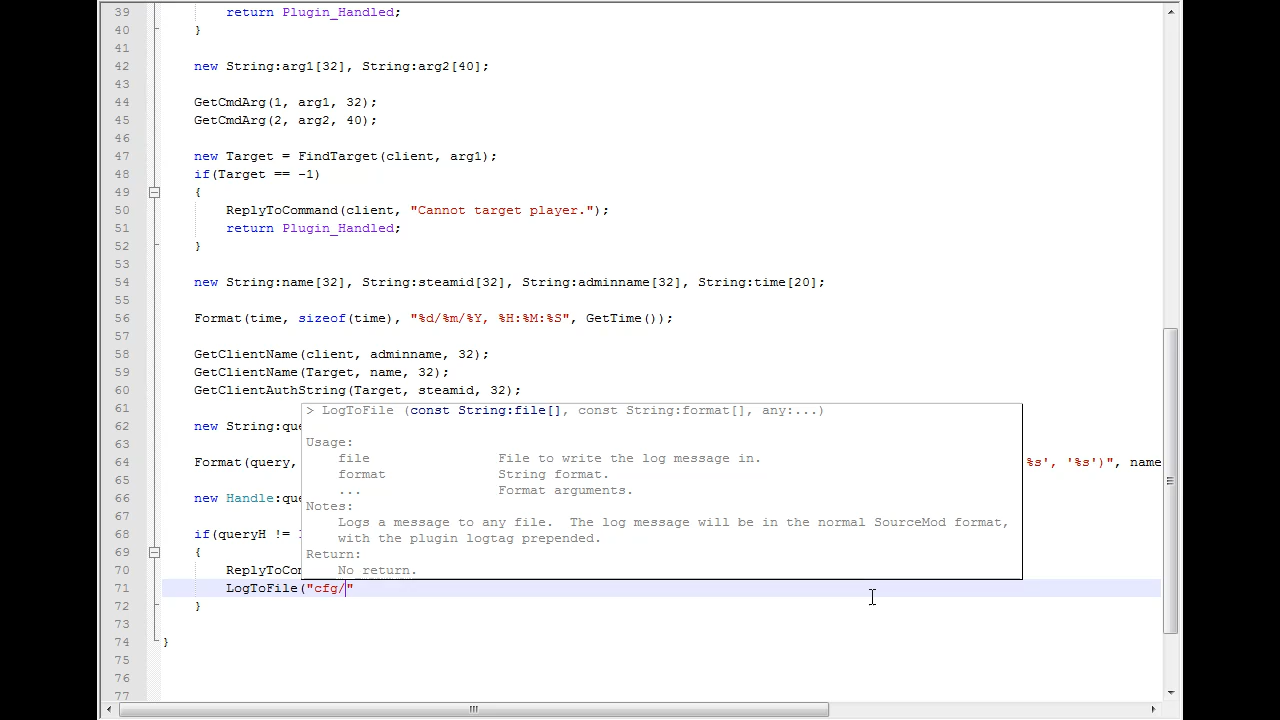 39 return Plugin_Handled;
40 }
41
42 new String:arg1[32], String:arg2[40];
43
44 GetCmdArg(1, arg1, 32);
45 GetCmdArg(2, arg2, 40);
46
47 new Target = FindTarget(client, arg1);
48 if(Target == -1)
49 {
50 ReplyToCommand(client, "Cannot target player.");
51 return Plugin_Handled;
52 }
53
54 new String:name[32], String:steamid[32], String:adminname[32], String:time[20];
55
56 Format(time, sizeof(time), "%d/%m/%Y, %H:%M:%S", GetTime());
57
58 GetClientName(client, adminname, 32);
59 GetClientName(Target, name, 32);
60 GetClientAuthString(Target, steamid, 32);
61 > LogToFile (const String:file[], const String:format[], any:...)
62 new String:que
Usage:
63 file File to write the log message in.
64 Format(query, %s', '%s')", name
format String format.
65 ... Format arguments.
66 new Handle:que
Notes:
67 Logs a message to any file. The log message will be in the normal SourceMod format,
68 if(queryH !=
with the plugin logtag prepended.
69 {
Return:
70 ReplyToCom
No return.
71 LogToFile("cfg/"
72 }
73
74 }
75
76
77